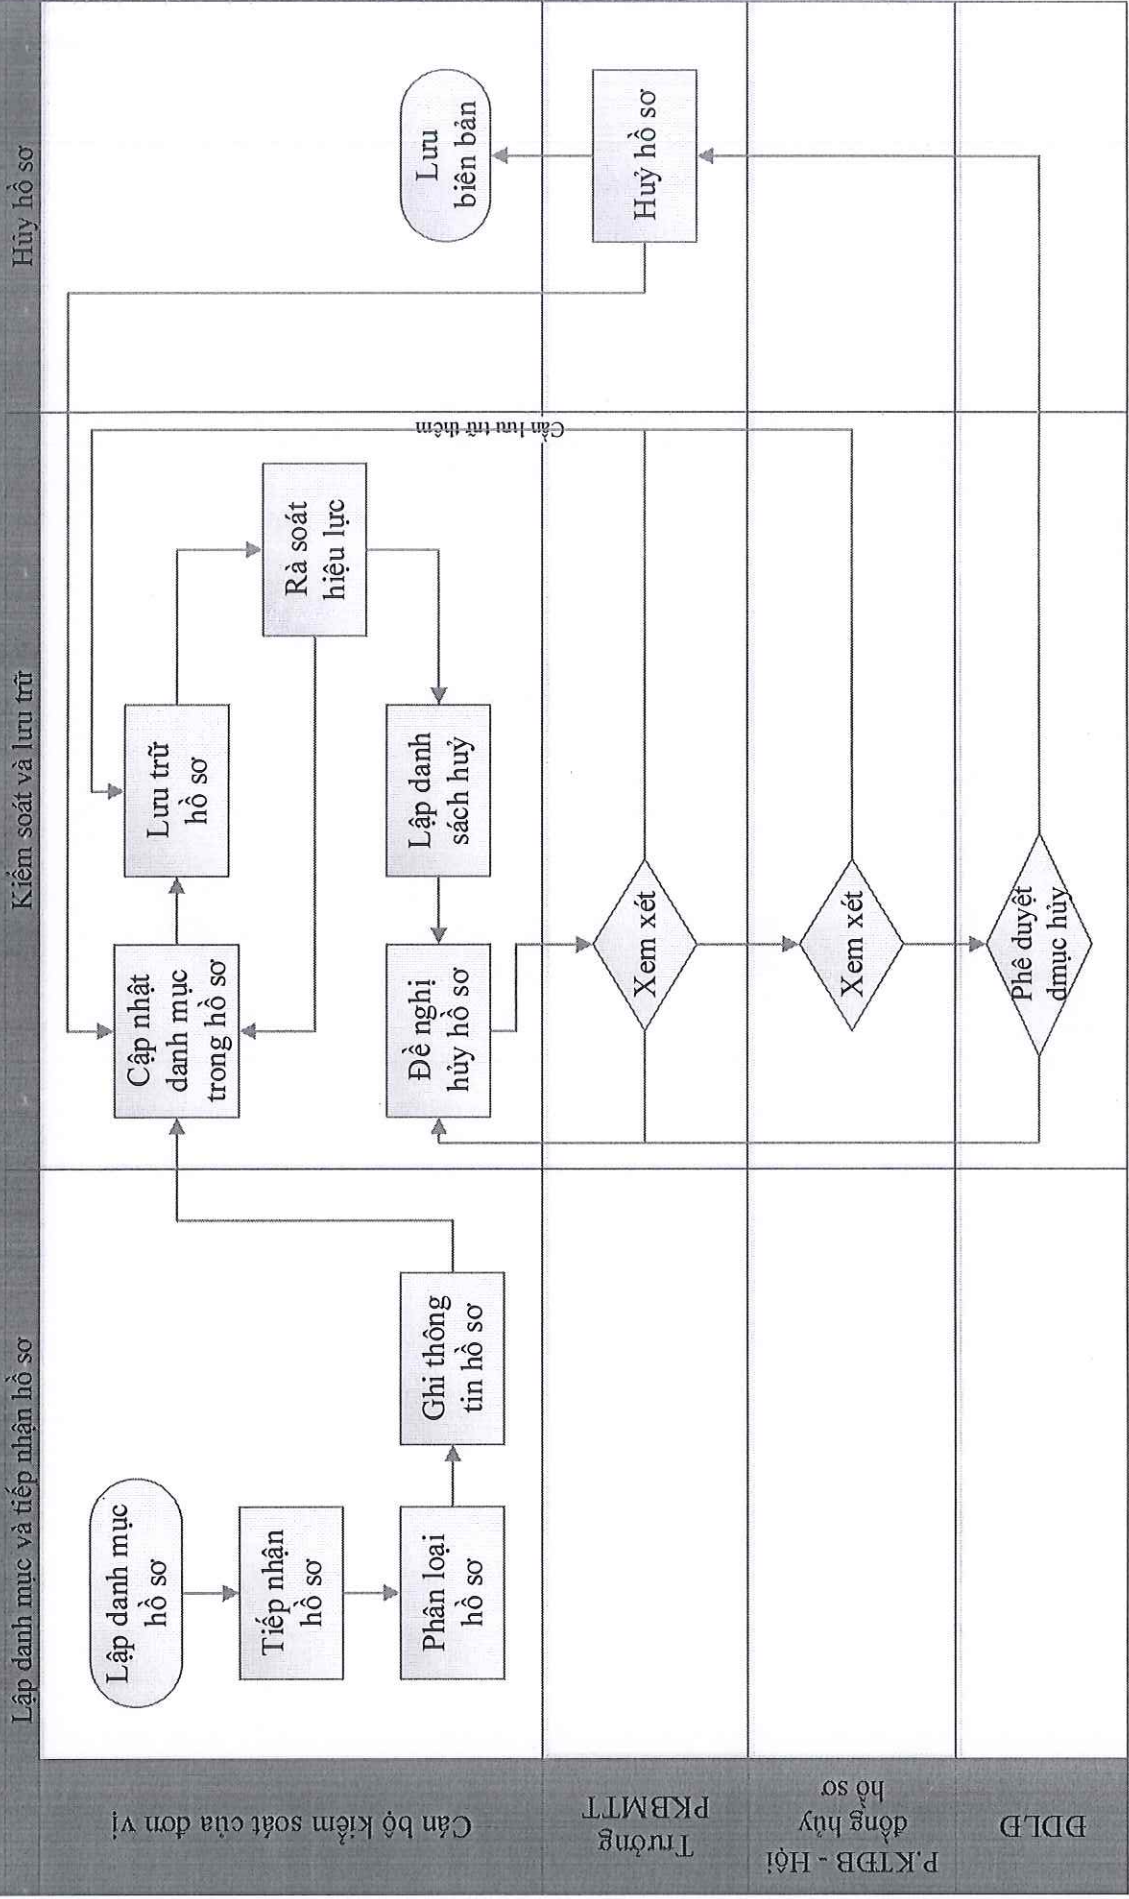 Lập danh mục và tiếp nhận hồ sơ
Kiểm soát và lưu trữ
Hủy hồ sơ
Cán bộ kiểm soát của đơn vị
Lập danh mục
hồ sơ
Tiếp nhận
hồ sơ
Phân loại
hồ sơ
Ghi thông
tin hồ sơ
Cập nhật
danh mục
trong hồ sơ
Lưu trữ
hồ sơ
Rà soát
hiệu lực
Lập danh
sách huỷ
Đề nghị
hủy hồ sơ
Cần lưu trữ thêm
Lưu
biên bản
Trưởng
PKBMTT
Xem xét
Huỷ hồ sơ
P.KTĐB - Hội
đồng hủy
hồ sơ
Xem xét
ĐDLĐ
Phê duyệt
dmục hủy